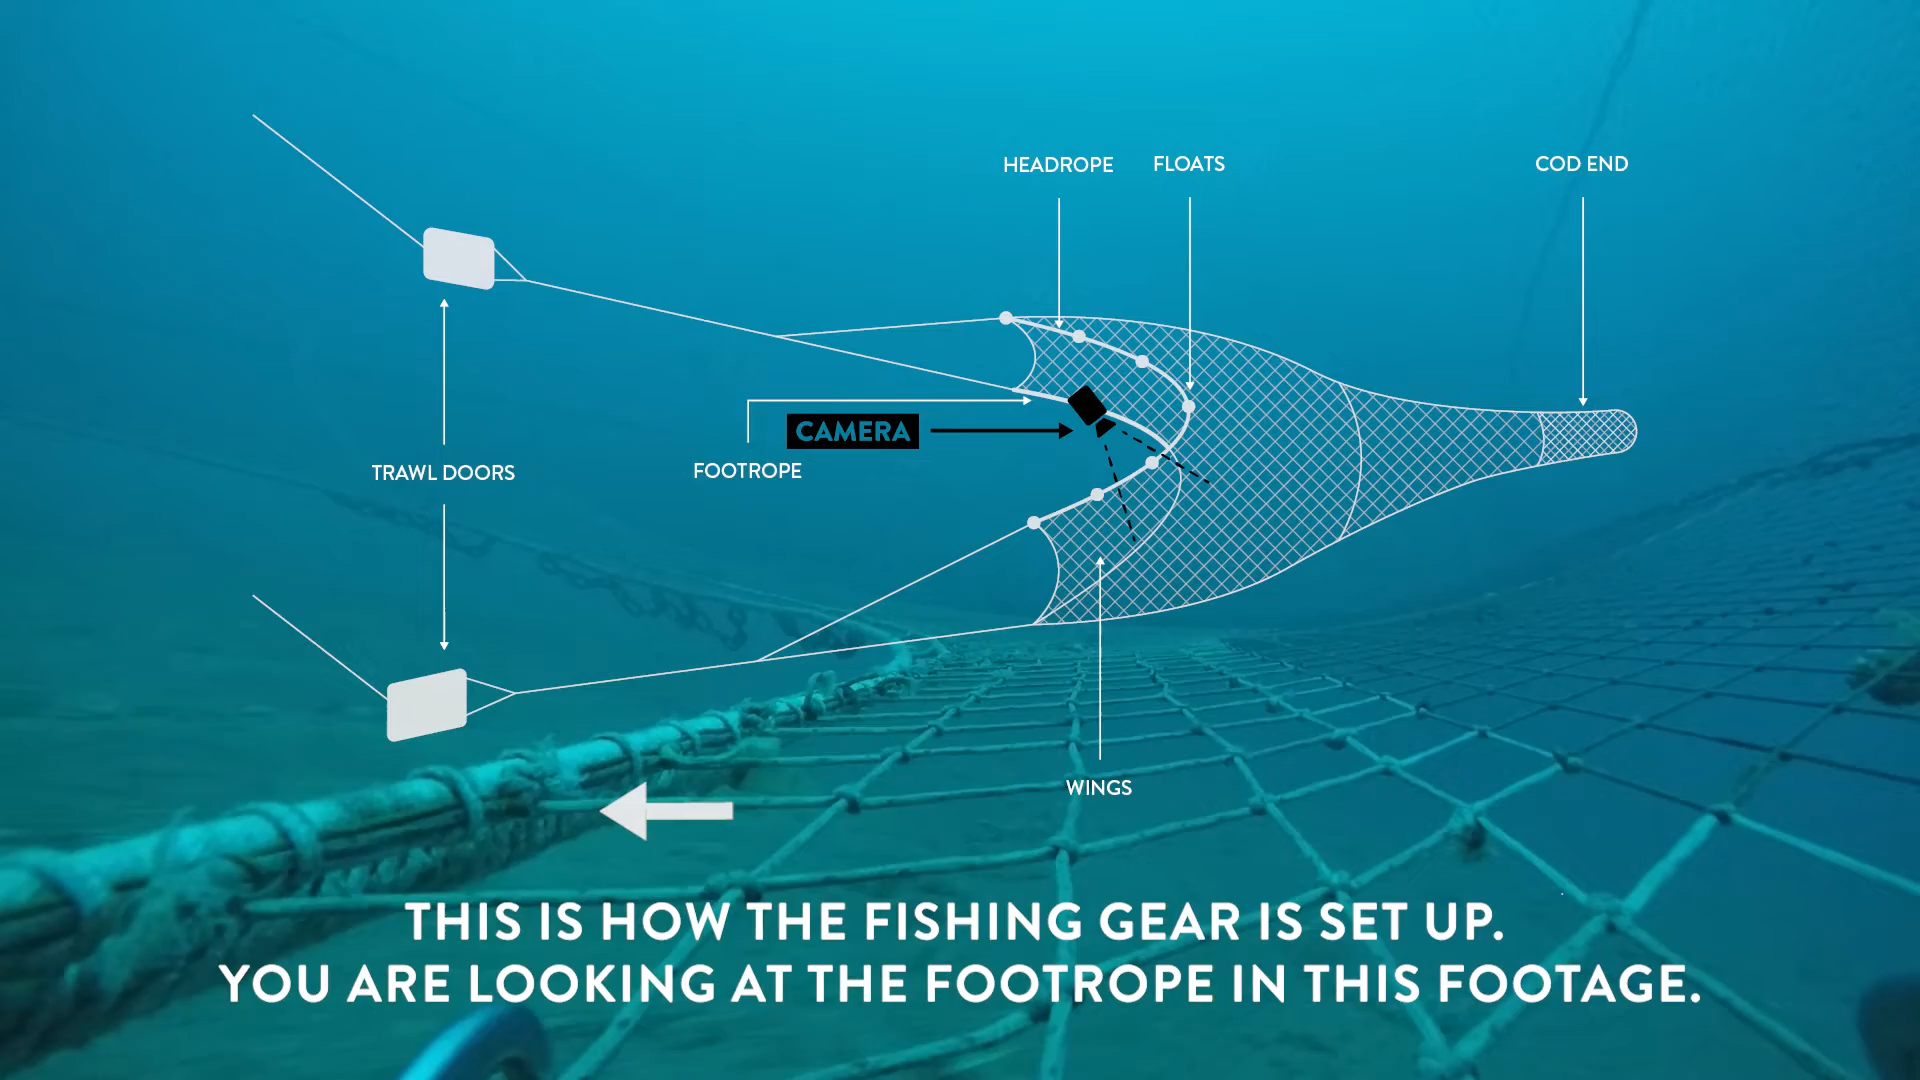 HEADROPE
FLOATS
COD END
CAMERA
FOOTROPE
TRAWL DOORS
WINGS
THIS IS HOW THE FISHING GEAR IS SET UP.
YOU ARE LOOKING AT THE FOOTROPE IN THIS FOOTAGE.